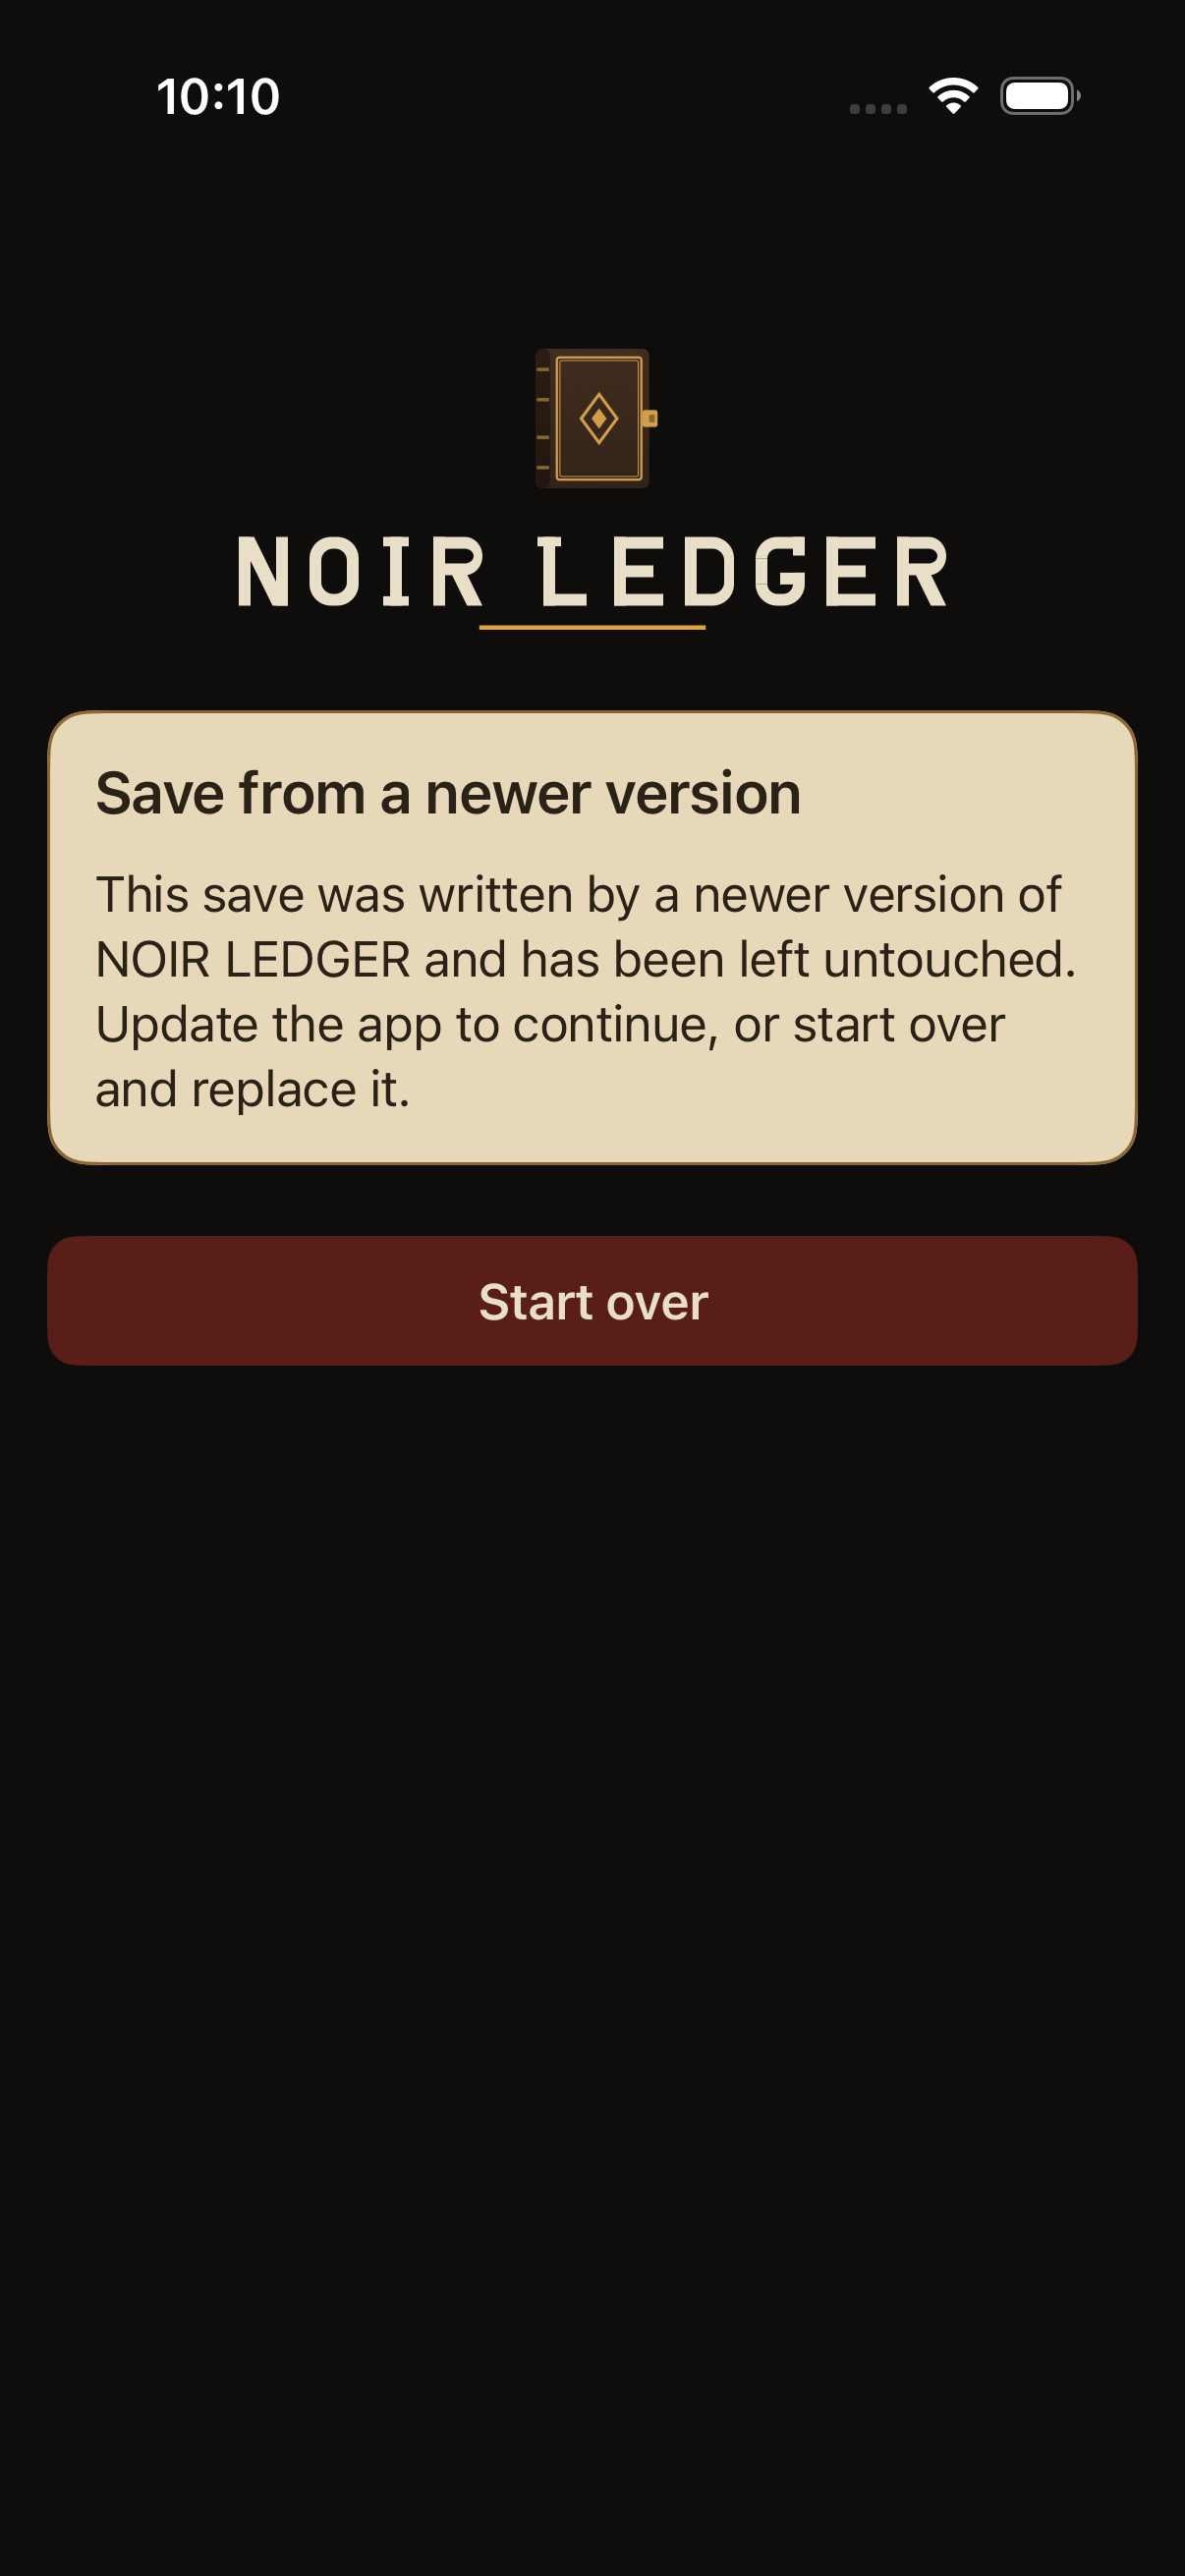 10:10
NOIR LEDGER
Save from a newer version
This save was written by a newer version of
NOIR LEDGER and has been left untouched.
Update the app to continue, or start over
and replace it.
Start over